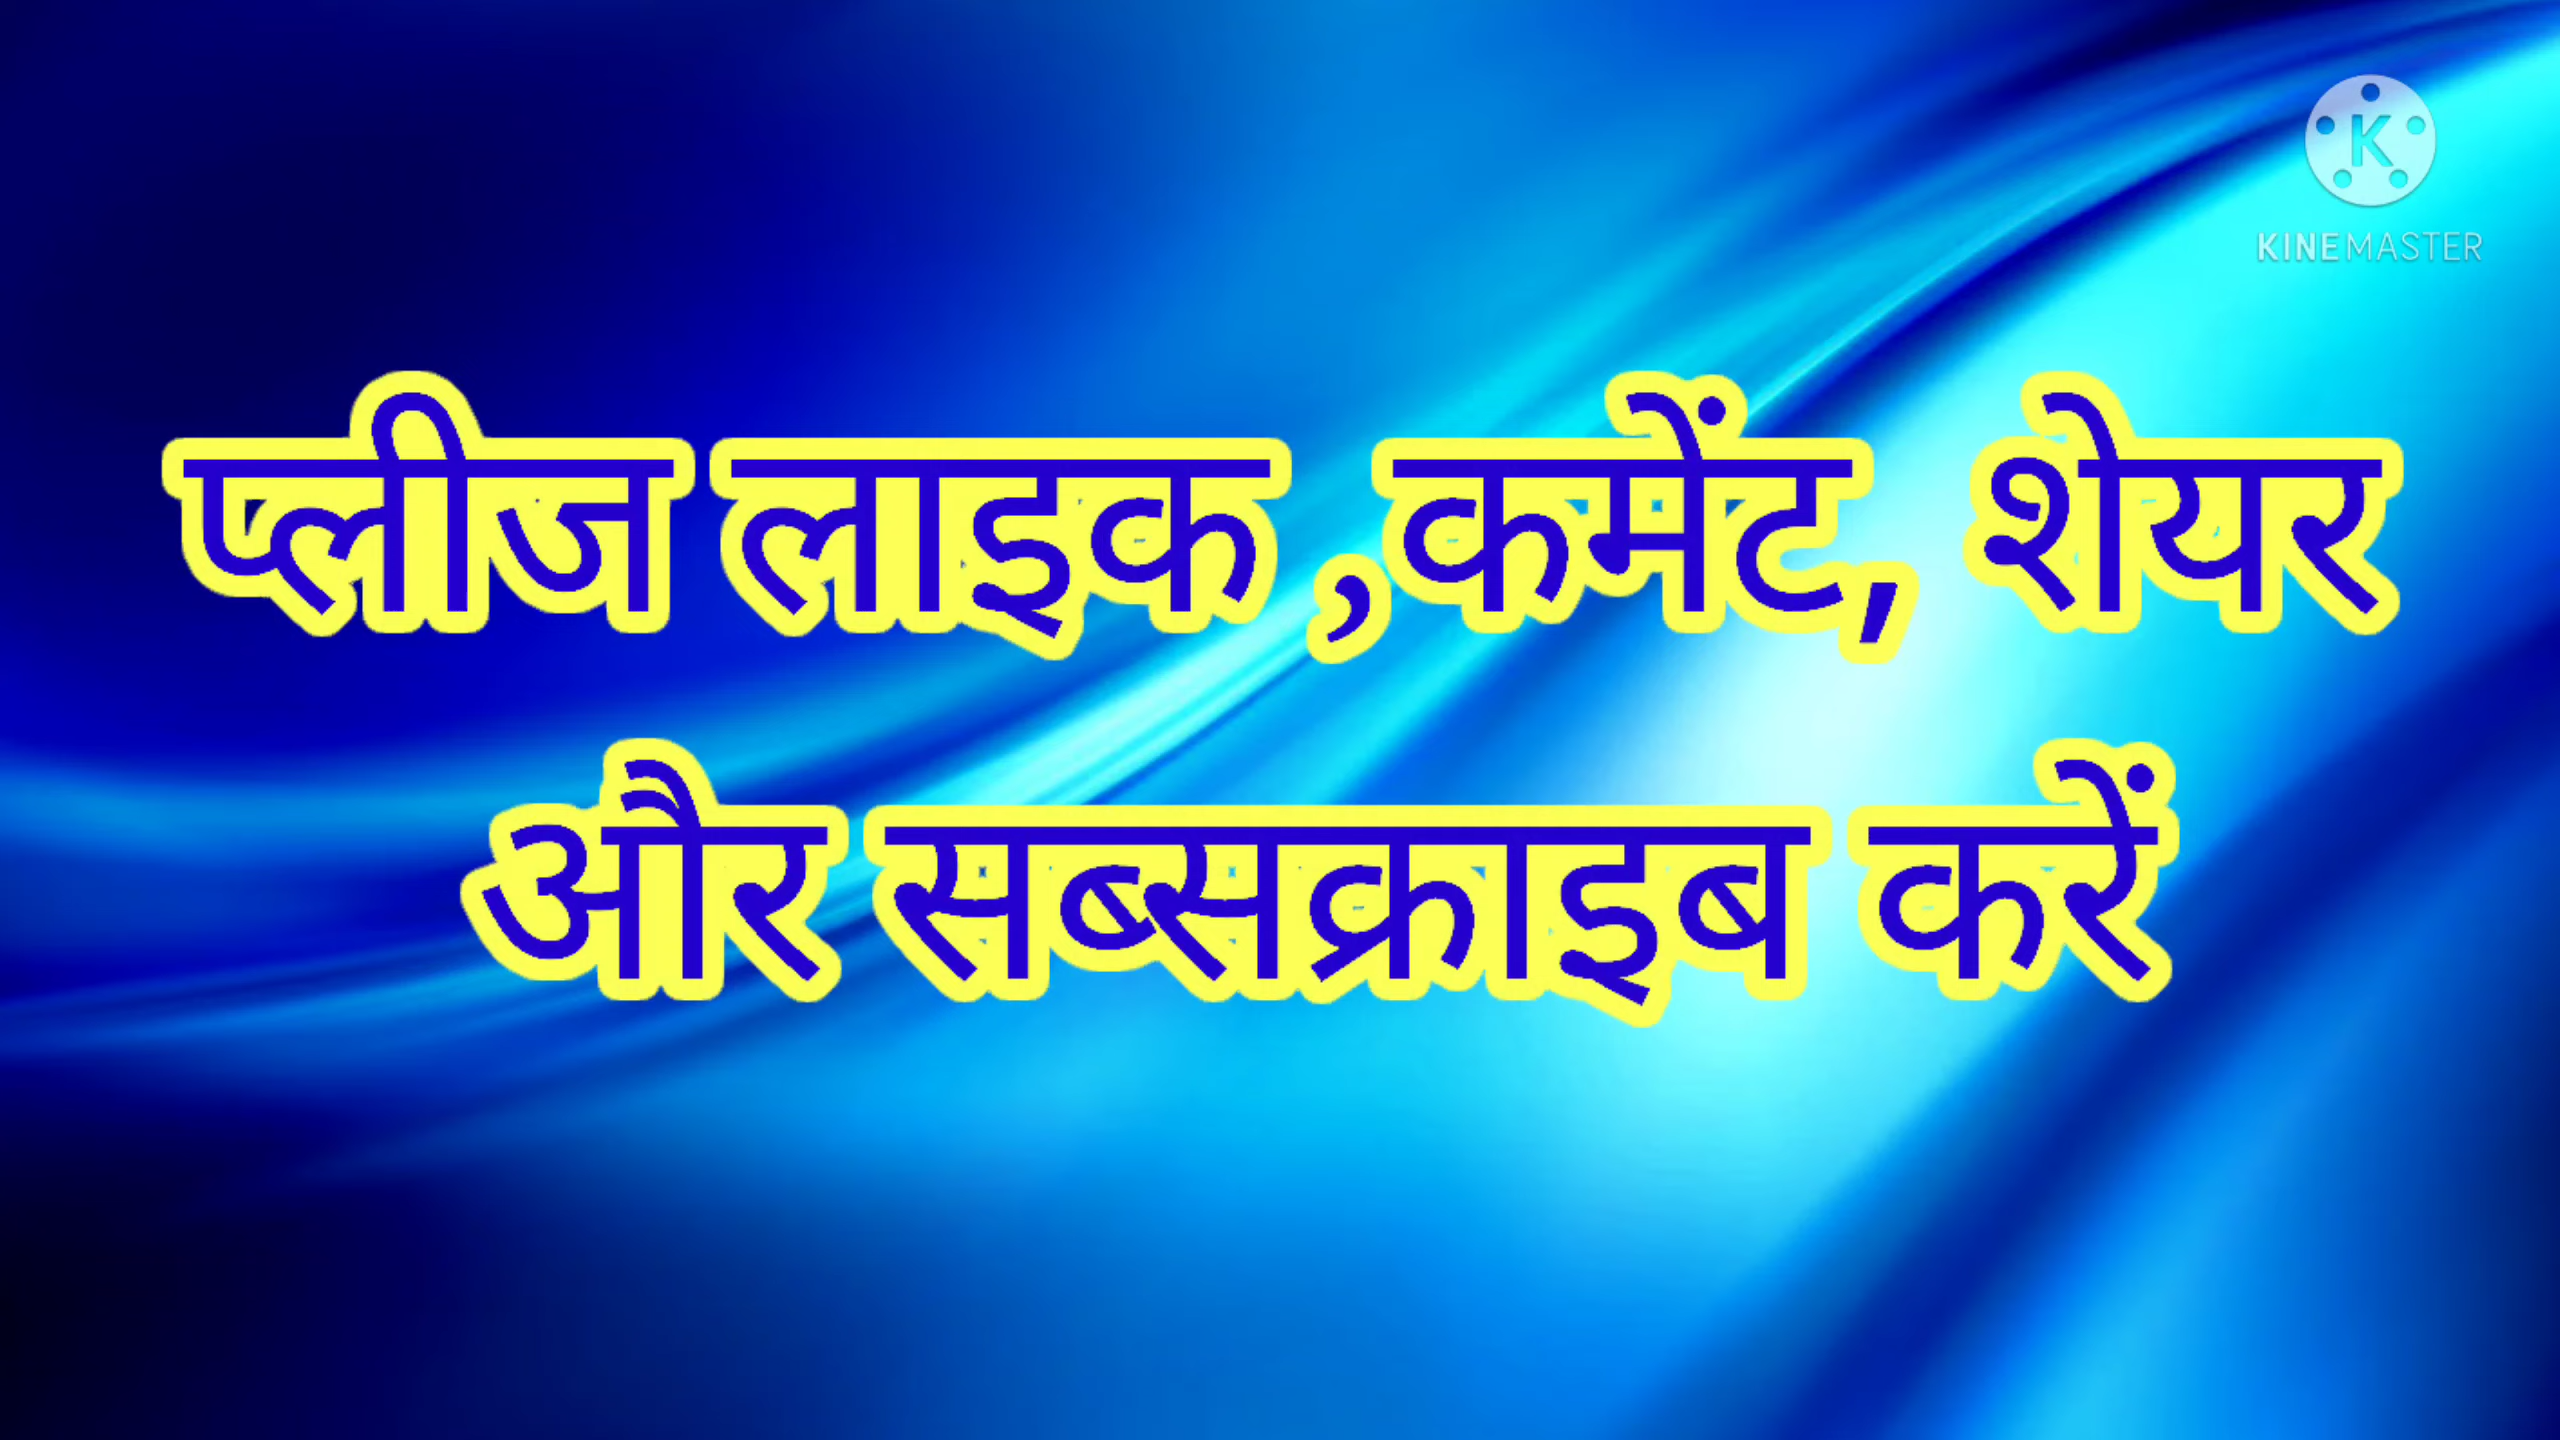 KINEMASTER
प्लीज लाइक ,कमेंट, शेयर
और सब्सक्राइब करें